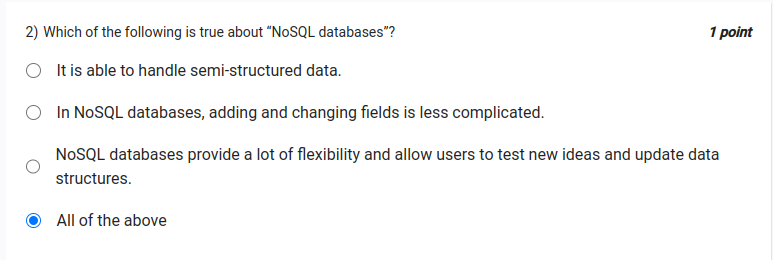 2) Which of the following is true about “NoSQL databases”? 1 point
It is able to handle semi-structured data.
In NoSQL databases, adding and changing fields is less complicated.
NoSQL databases provide a lot of flexibility and allow users to test new ideas and update data
structures.
All of the above